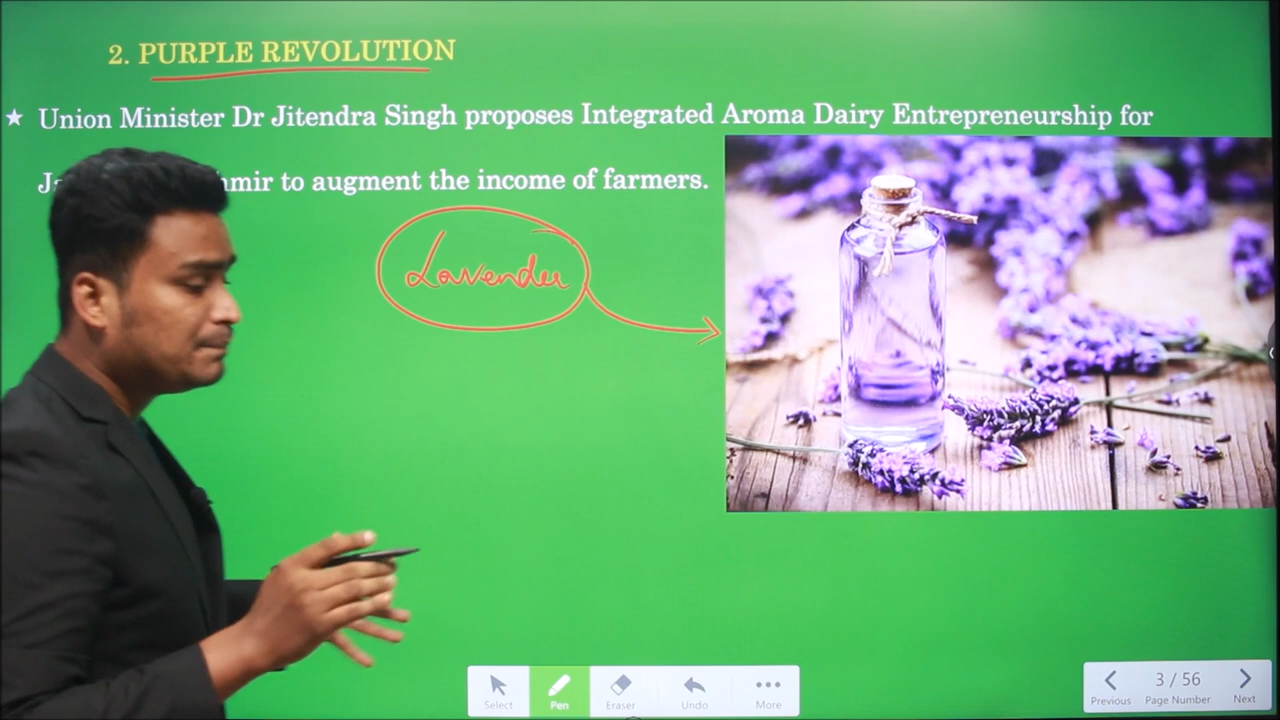 2. PURPLE REVOLUTION
★ Union Minister Dr Jitendra Singh proposes Integrated Aroma Dairy Entrepreneurship for
hmir to augment the income of farmers.
Lavender
Select
Pen
Eraser
Undo
More
3 / 56
Previous
Page Number
Next